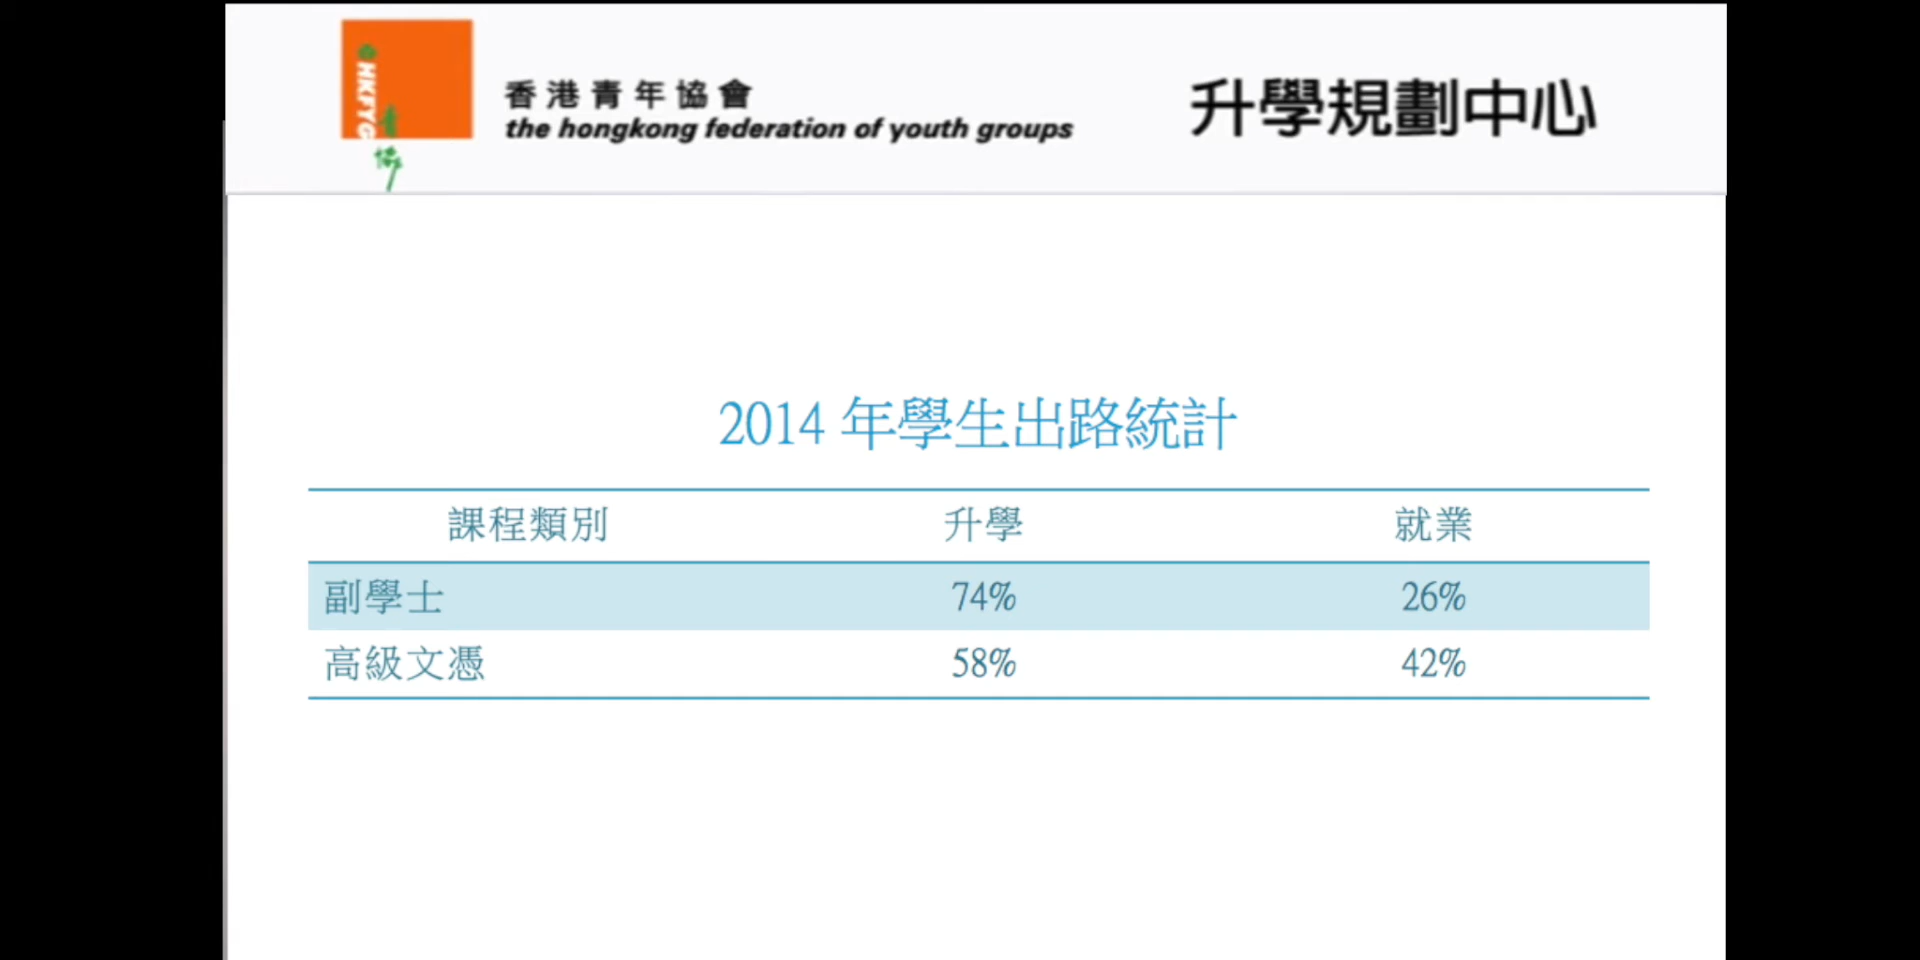 HKFYG
協
香港青年協會
the hongkong federation of youth groups
升學規劃中心
2014 年學生出路統計
課程類別 升學 就業
副學士 74% 26%
高級文憑 58% 42%